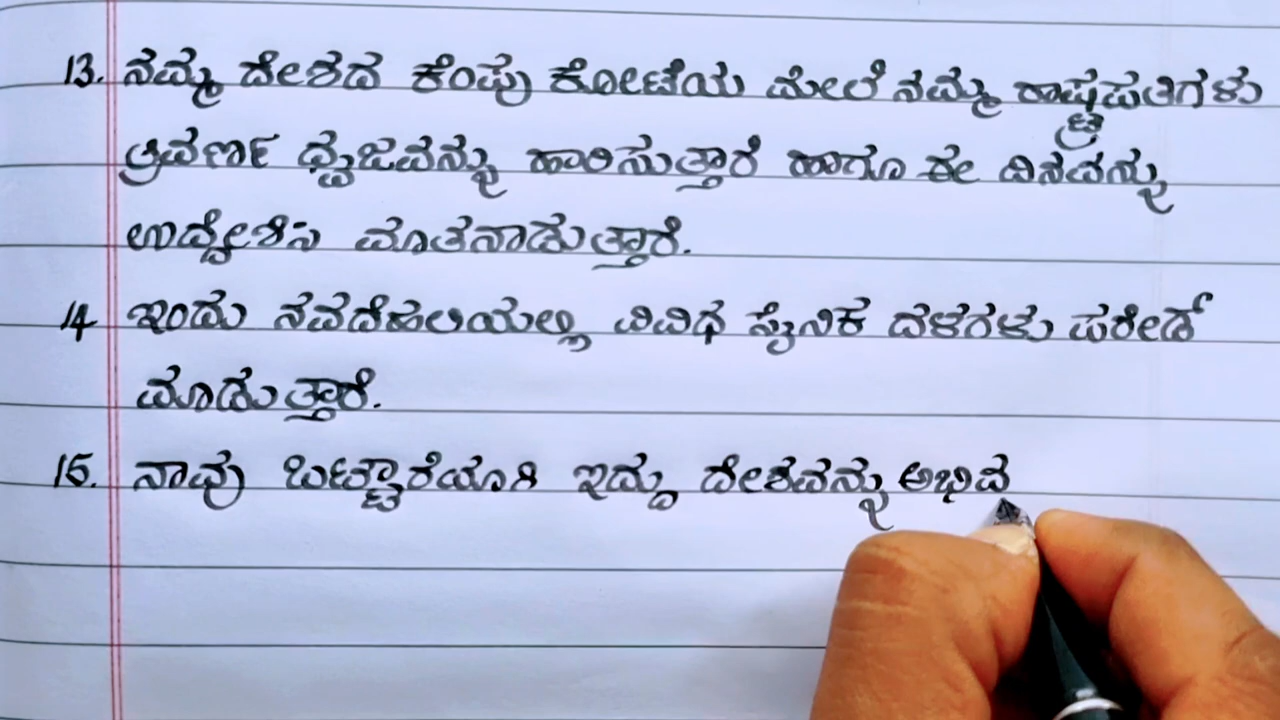 13. ನಮ್ಮ ದೇಶದ ಕೆಂಪು ಕೋಟೆಯ ಮೇಲೆ ನಮ್ಮ ರಾಷ್ಟ್ರಪತಿಗಳು
ತ್ರಿವರ್ಣ ಧ್ವಜವನ್ನು ಹಾರಿಸುತ್ತಾರೆ ಹಾಗೂ ಈ ದಿನವನ್ನು
ಉದ್ದೇಶಿಸಿ ಮಾತನಾಡುತ್ತಾರೆ.
14 ಇಂದು ನವದೆಹಲಿಯಲ್ಲಿ ವಿವಿಧ ಸೈನಿಕ ದಳಗಳು ಪರೇಡ್
ಮಾಡುತ್ತಾರೆ.
15. ನಾವು ಒಟ್ಟಾರೆಯಾಗಿ ಇದ್ದು ದೇಶವನ್ನು ಅಭಿವ